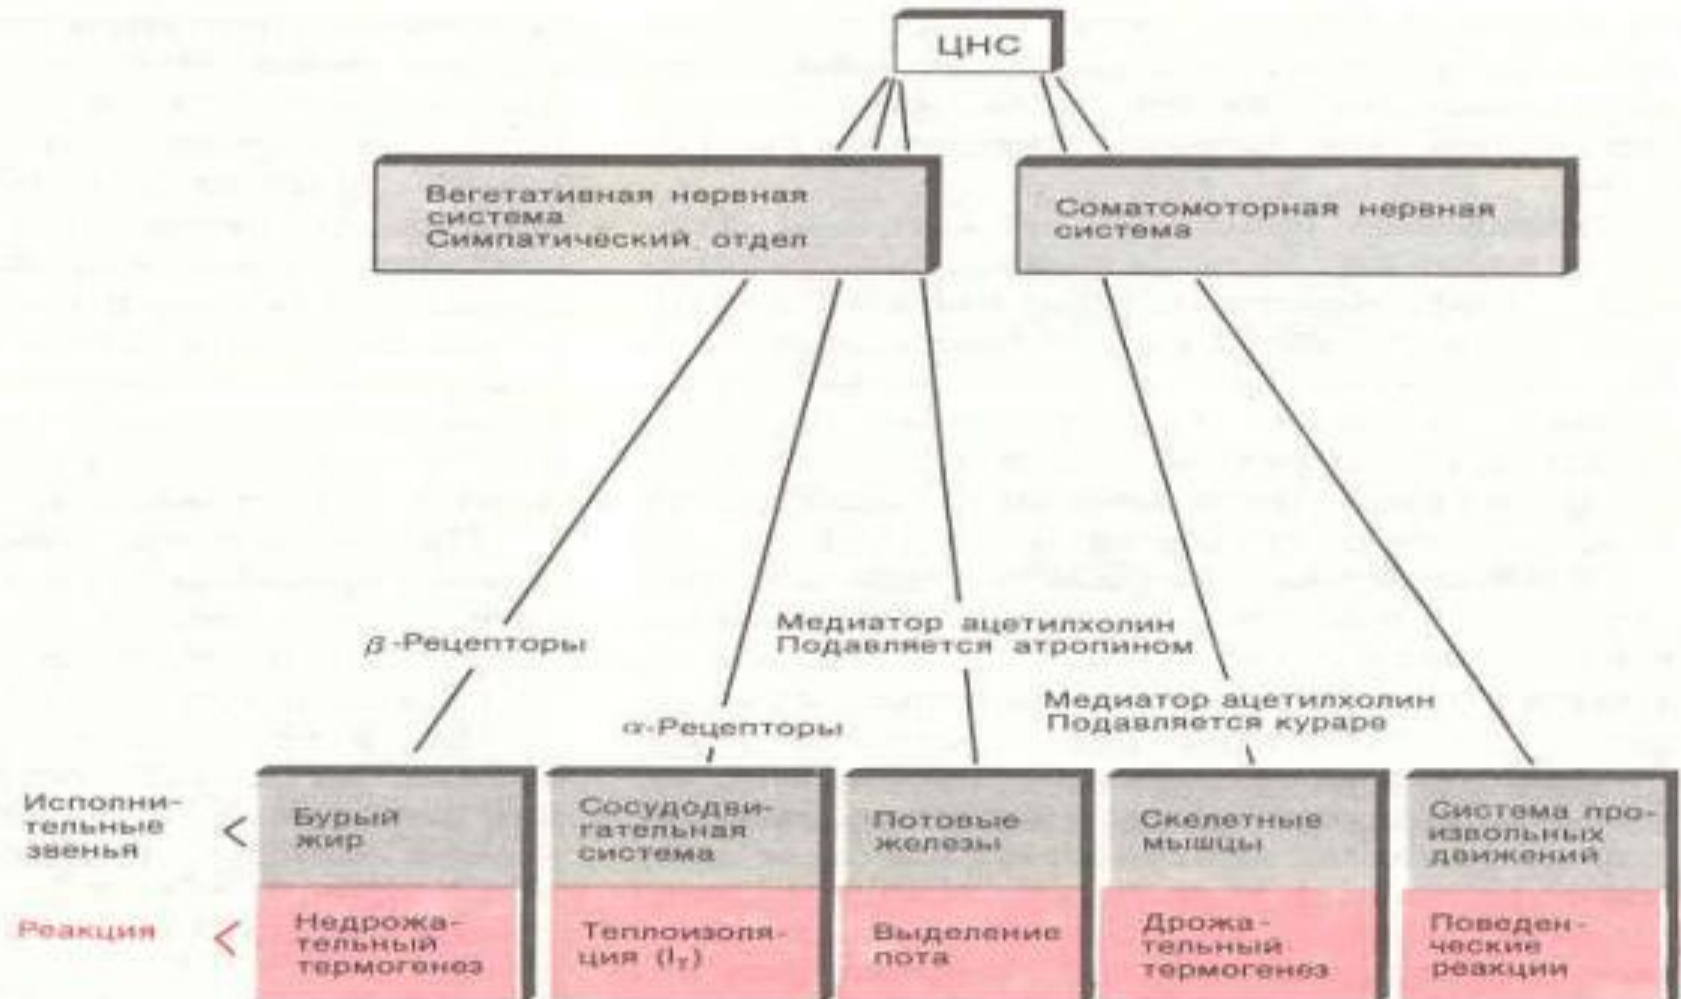 ЦНС
Вегетативная нервная
система
Симпатический отдел
Соматомоторная нервная
система
β-Рецепторы
Медиатор ацетилхолин
Подавляется атропином
α-Рецепторы
Медиатор ацетилхолин
Подавляется кураре
Исполни-
тельные
звенья
Бурый
жир
Сосудодви-
гательная
система
Потовые
железы
Скелетные
мышцы
Система про-
извольных
движений
Реакция
Недрожа-
тельный
термогенез
Теплоизоля-
ция (Iт)
Выделение
пота
Дрожа-
тельный
термогенез
Поведен-
ческие
реакции